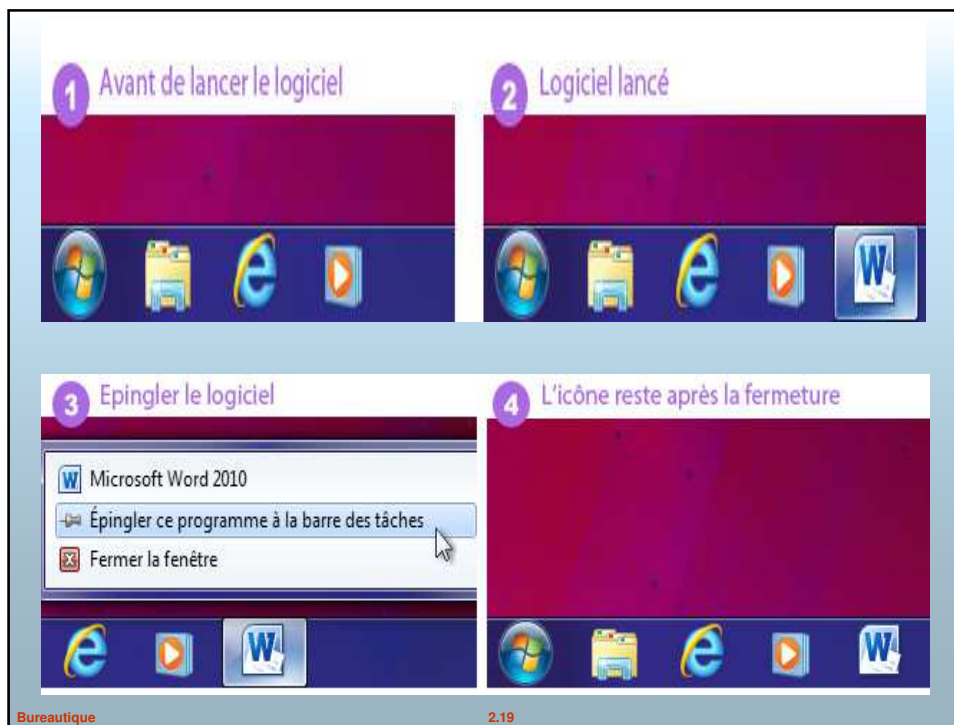 1 Avant de lancer le logiciel
2 Logiciel lancé
3 Epingler le logiciel
Microsoft Word 2010
Épingler ce programme à la barre des tâches
Fermer la fenêtre
4 L'icône reste après la fermeture
Bureautique 2.19